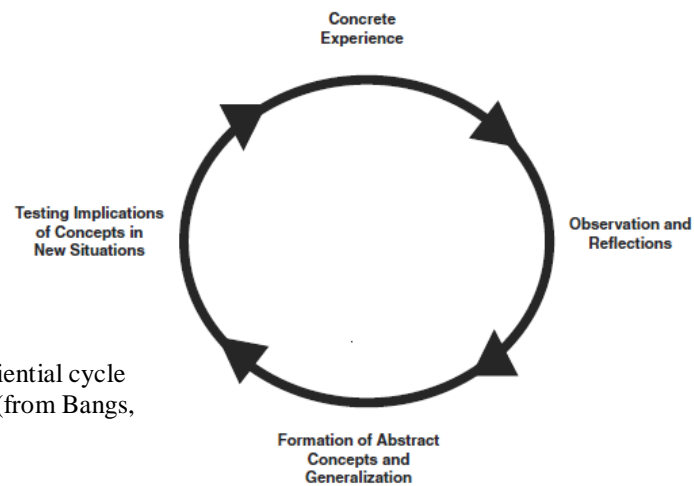 Concrete
Experience
Observation and
Reflections
Testing Implications
of Concepts in
New Situations
Formation of Abstract
Concepts and
Generalization
cycle
(from Bangs,